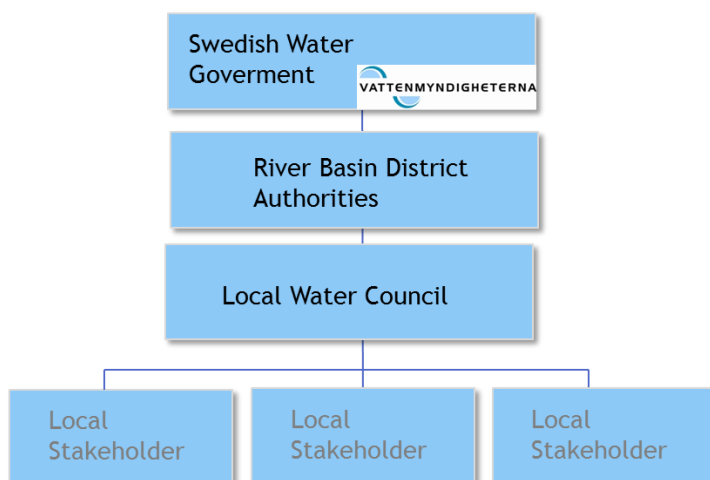 Swedish Water
Goverment
VATTENMYNDIGHETERNA
River Basin District
Authorities
Local Water Council
Local
Stakeholder
Local
Stakeholder
Local
Stakeholder